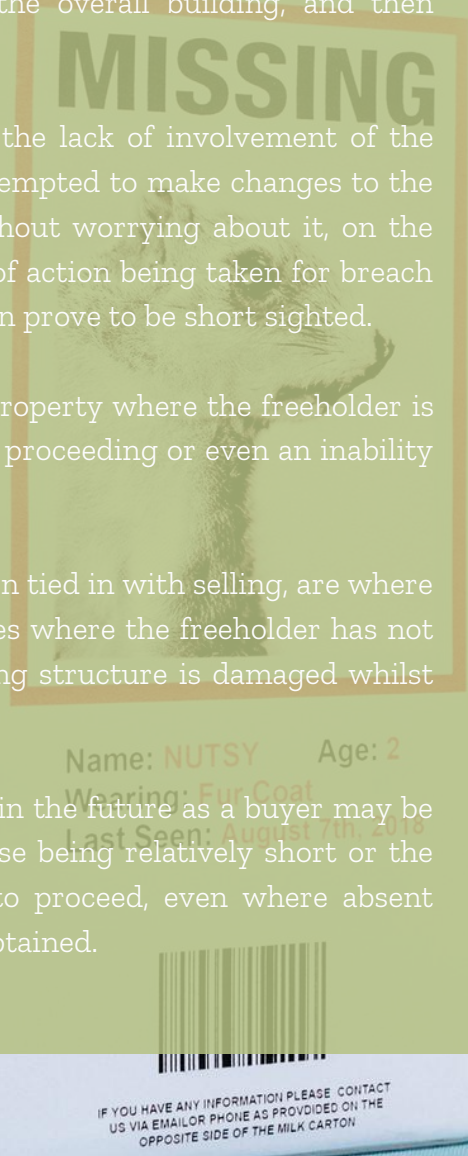 the overall building, and then
MISSING
the lack of involvement of the
empted to make changes to the
hout worrying about it, on the
of action being taken for breach
n prove to be short sighted.
roperty where the freeholder is
proceeding or even an inability
n tied in with selling, are where
es where the freeholder has not
ng structure is damaged whilst
Name: NUTSY Age: 2
Wearing: Fur Coat
in the future as a buyer may be
Last Seen: August 7th. 2018
se being relatively short or the
to proceed, even where absent
btained.
IF YOU HAVE ANY INFORMATION PLEASE CONTACT
US VIA EMAILOR PHONE AS PROVDIDED ON THE
OPPOSITE SIDE OF THE MILK CARTON